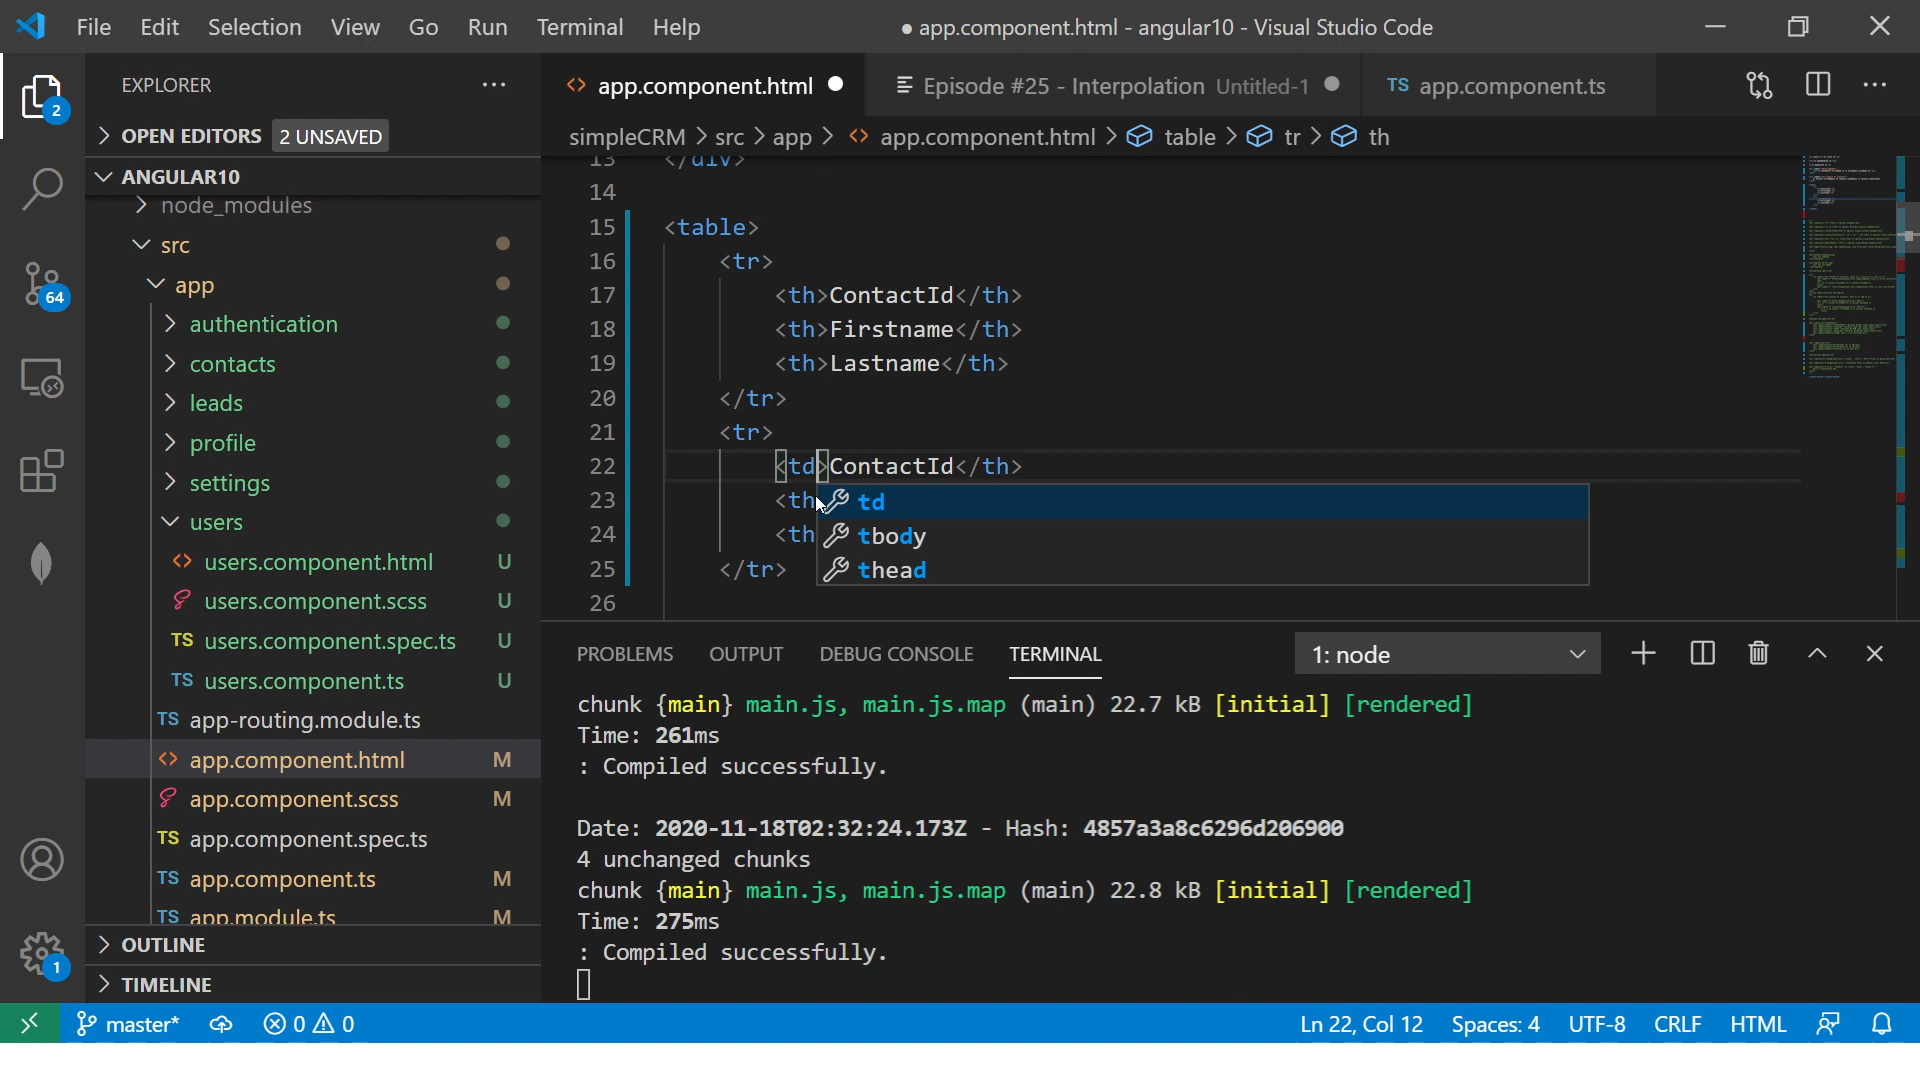 File Edit Selection View Go Run Terminal Help
● app.component.html - angular10 - Visual Studio Code
EXPLORER
2
OPEN EDITORS 2 UNSAVED
ANGULAR10
node_modules
src
app
authentication
contacts
leads
profile
settings
users
users.component.html U
users.component.scss U
TS users.component.spec.ts U
TS users.component.ts U
TS app-routing.module.ts
app.component.html M
app.component.scss M
TS app.component.spec.ts
TS app.component.ts M
TS app.module.ts M
OUTLINE
TIMELINE
64
1
app.component.html
Episode #25 - Interpolation Untitled-1
TS app.component.ts
simpleCRM > src > app > app.component.html > table > tr > th
13 </div>
14
15 <table>
16 <tr>
17 <th>ContactId</th>
18 <th>Firstname</th>
19 <th>Lastname</th>
20 </tr>
21 <tr>
22 <td>ContactId</th>
23 <th
24 <th
25 </tr>
26
td
tbody
thead
PROBLEMS OUTPUT DEBUG CONSOLE TERMINAL
1: node
chunk {main} main.js, main.js.map (main) 22.7 kB [initial] [rendered]
Time: 261ms
: Compiled successfully.
Date: 2020-11-18T02:32:24.173Z - Hash: 4857a3a8c6296d206900
4 unchanged chunks
chunk {main} main.js, main.js.map (main) 22.8 kB [initial] [rendered]
Time: 275ms
: Compiled successfully.
master* 0 0
Ln 22, Col 12 Spaces: 4 UTF-8 CRLF HTML